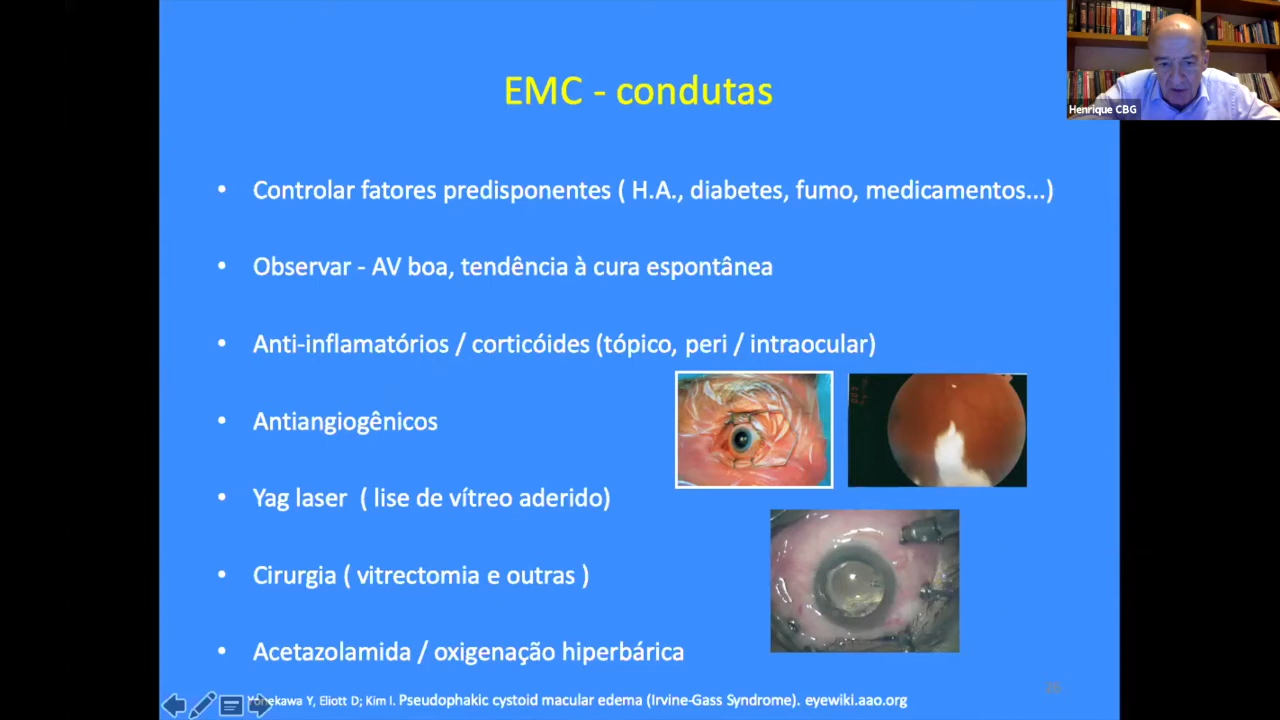 EMC - condutas
Henrique CBG
• Controlar fatores predisponentes ( H.A., diabetes, fumo, medicamentos...)
• Observar - AV boa, tendência à cura espontânea
• Anti-inflamatórios / corticóides (tópico, peri / intraocular)
• Antiangiogênicos
• Yag laser ( lise de vítreo aderido)
• Cirurgia ( vitrectomia e outras )
• Acetazolamida / oxigenação hiperbárica
Yonekawa Y, Eliott D; Kim I. Pseudophakic cystoid macular edema (Irvine-Gass Syndrome). eyewiki.aao.org